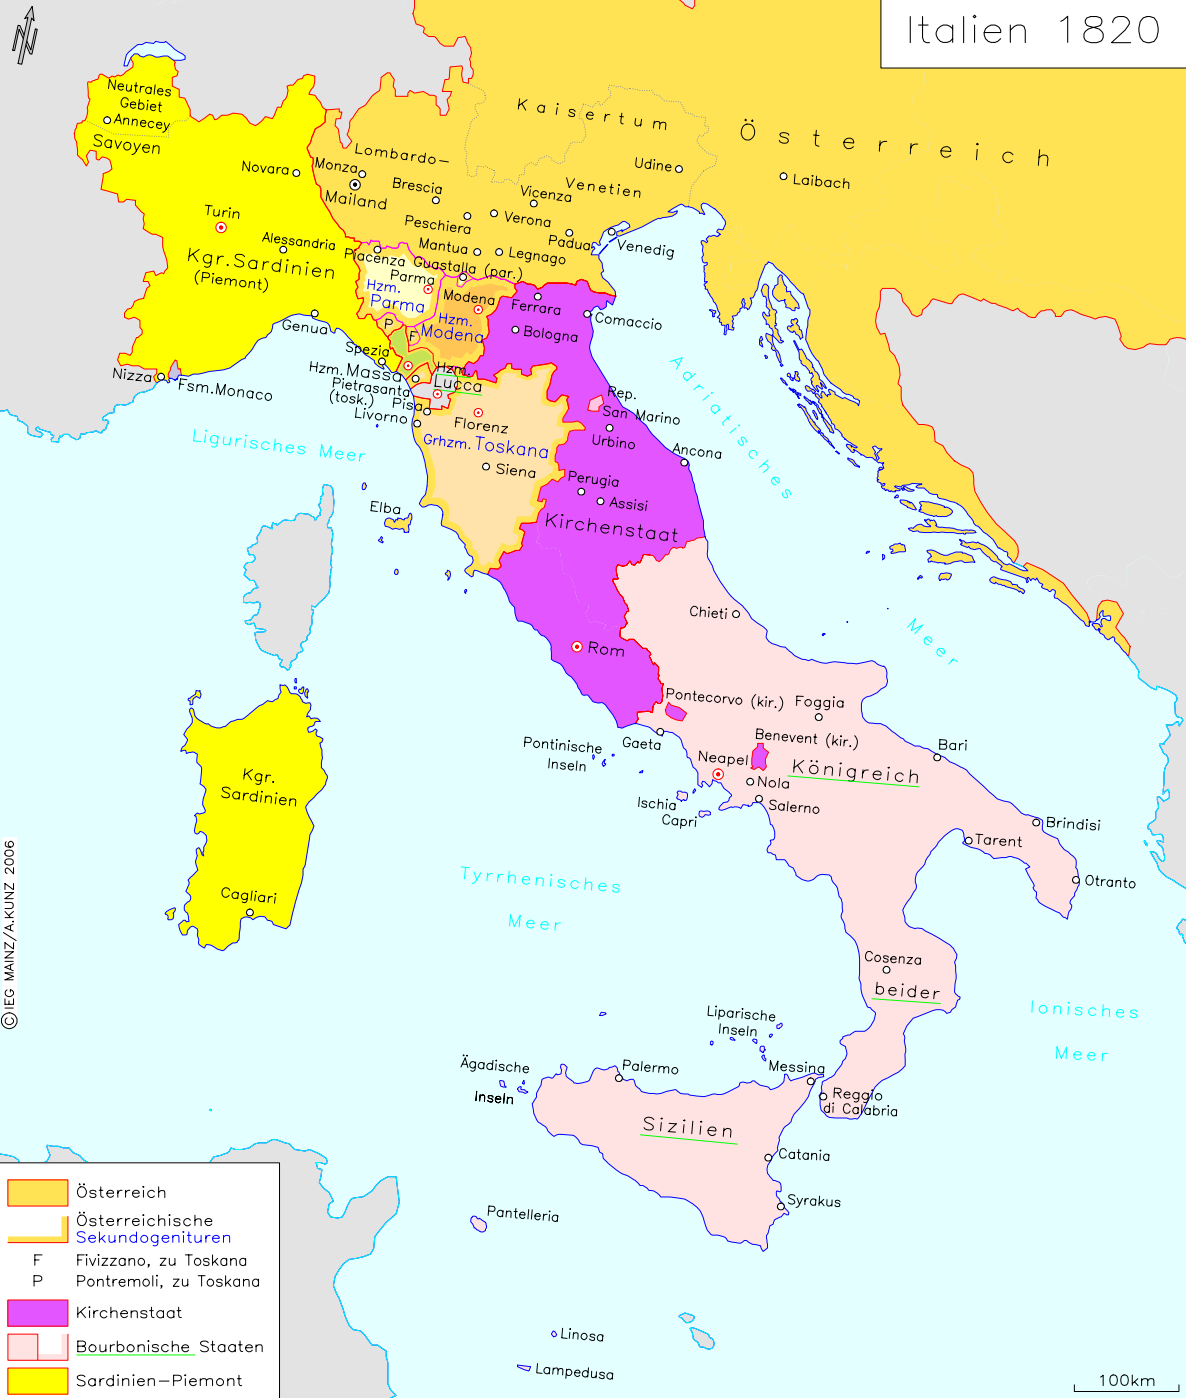 Italien 1820
N
Kaisertum
Österreich
Neutrales
Gebiet
Annecey
Savoyen
Lombardo-
Venetien
Udine
Laibach
Novara
Monza
Mailand
Brescia
Vicenza
Peschiera
Verona
Padua
Venedig
Turin
Alessandria
Mantua
Legnago
Kgr.Sardinien
(Piemont)
Piacenza
Guastalla (par.)
Parma
Hzm.
Parma
Modena
Hzm.
Modena
Ferrara
Comaccio
Bologna
Genua
P
F
Spezia
Nizza
Fsm.Monaco
Hzm.Massa
Hzm.
Lucca
Pietrasanta
(tosk.)
Pisa
Livorno
Florenz
Grhzm.Toskana
Siena
Rep.
San Marino
Urbino
Ancona
Adriatisches
Meer
Ligurisches Meer
Perugia
Assisi
Elba
Kirchenstaat
Chieti
Rom
Pontecorvo (kir.)
Foggia
Gaeta
Benevent (kir.)
Bari
Pontinische
Inseln
Neapel
Königreich
Nola
Ischia
Salerno
Capri
Brindisi
Tarent
Otranto
Kgr.
Sardinien
Cagliari
Tyrrhenisches
Meer
Cosenza
beider
Ionisches
Meer
Liparische
Inseln
Ägadische
Inseln
Palermo
Messina
Reggio
di Calabria
Sizilien
Catania
Syrakus
Pantelleria
Linosa
Lampedusa
©IEG MAINZ/A.KUNZ 2006
Österreich
Österreichische
Sekundogenituren
F Fivizzano, zu Toskana
P Pontremoli, zu Toskana
Kirchenstaat
Bourbonische Staaten
Sardinien-Piemont
100km